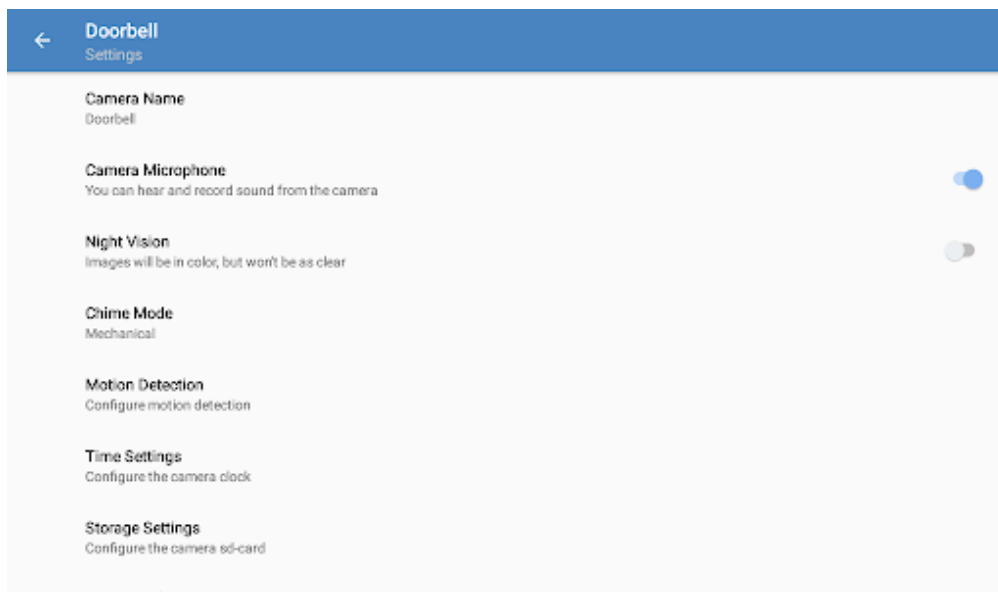 Doorbell
Settings
Camera Name
Doorbell
Camera Microphone
You can hear and record sound from the camera
Night Vision
Images will be in color, but won't be as clear
Chime Mode
Mechanical
Motion Detection
Configure motion detection
Time Settings
Configure the camera clock
Storage Settings
Configure the camera sd-card